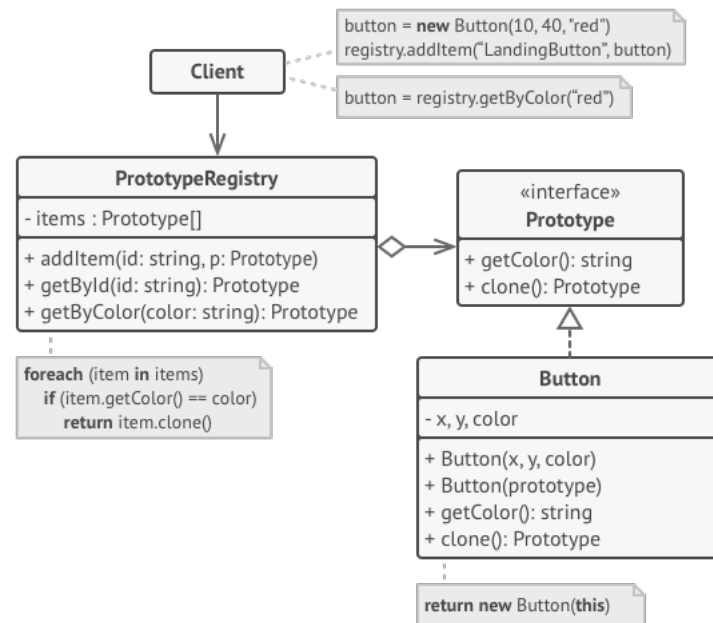 button = new Button(10, 40, "red")
registry.addItem(“LandingButton”, button)
Client
button = registry.getByColor(“red”)
PrototypeRegistry
- items : Prototype[]
+ addItem(id: string, p: Prototype)
+ getById(id: string): Prototype
+ getByColor(color: string): Prototype
«interface»
Prototype
+ getColor(): string
+ clone(): Prototype
foreach (item in items)
if (item.getColor() == color)
return item.clone()
Button
- x, y, color
+ Button(x, y, color)
+ Button(prototype)
+ getColor(): string
+ clone(): Prototype
return new Button(this)